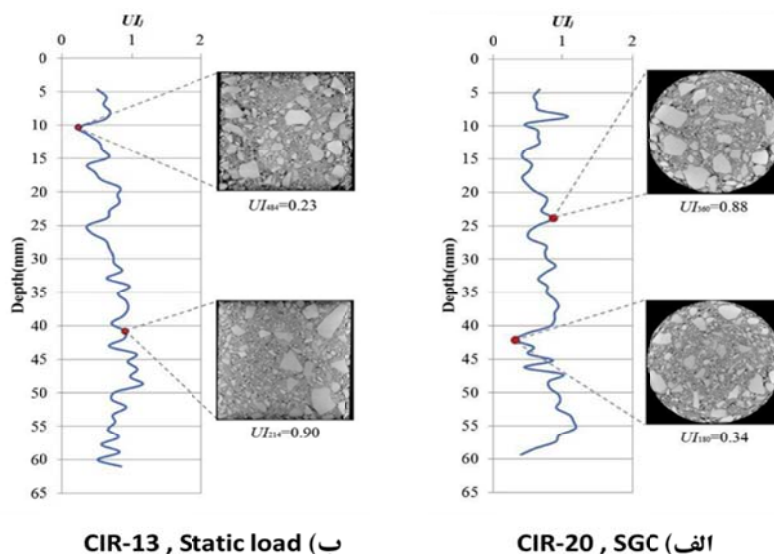 UIⱼ
0 1 2
0
5
10
15
20
25
30
35
40
45
50
55
60
65
Depth(mm)
UI₄₈₄=0.23
UI₂₁₄=0.90
CIR-13 , Static load (ب
UIⱼ
0 1 2
0
5
10
15
20
25
30
35
40
45
50
55
60
65
Depth(mm)
UI₃₆₀=0.88
UI₁₈₀=0.34
CIR-20 , SGC (الف